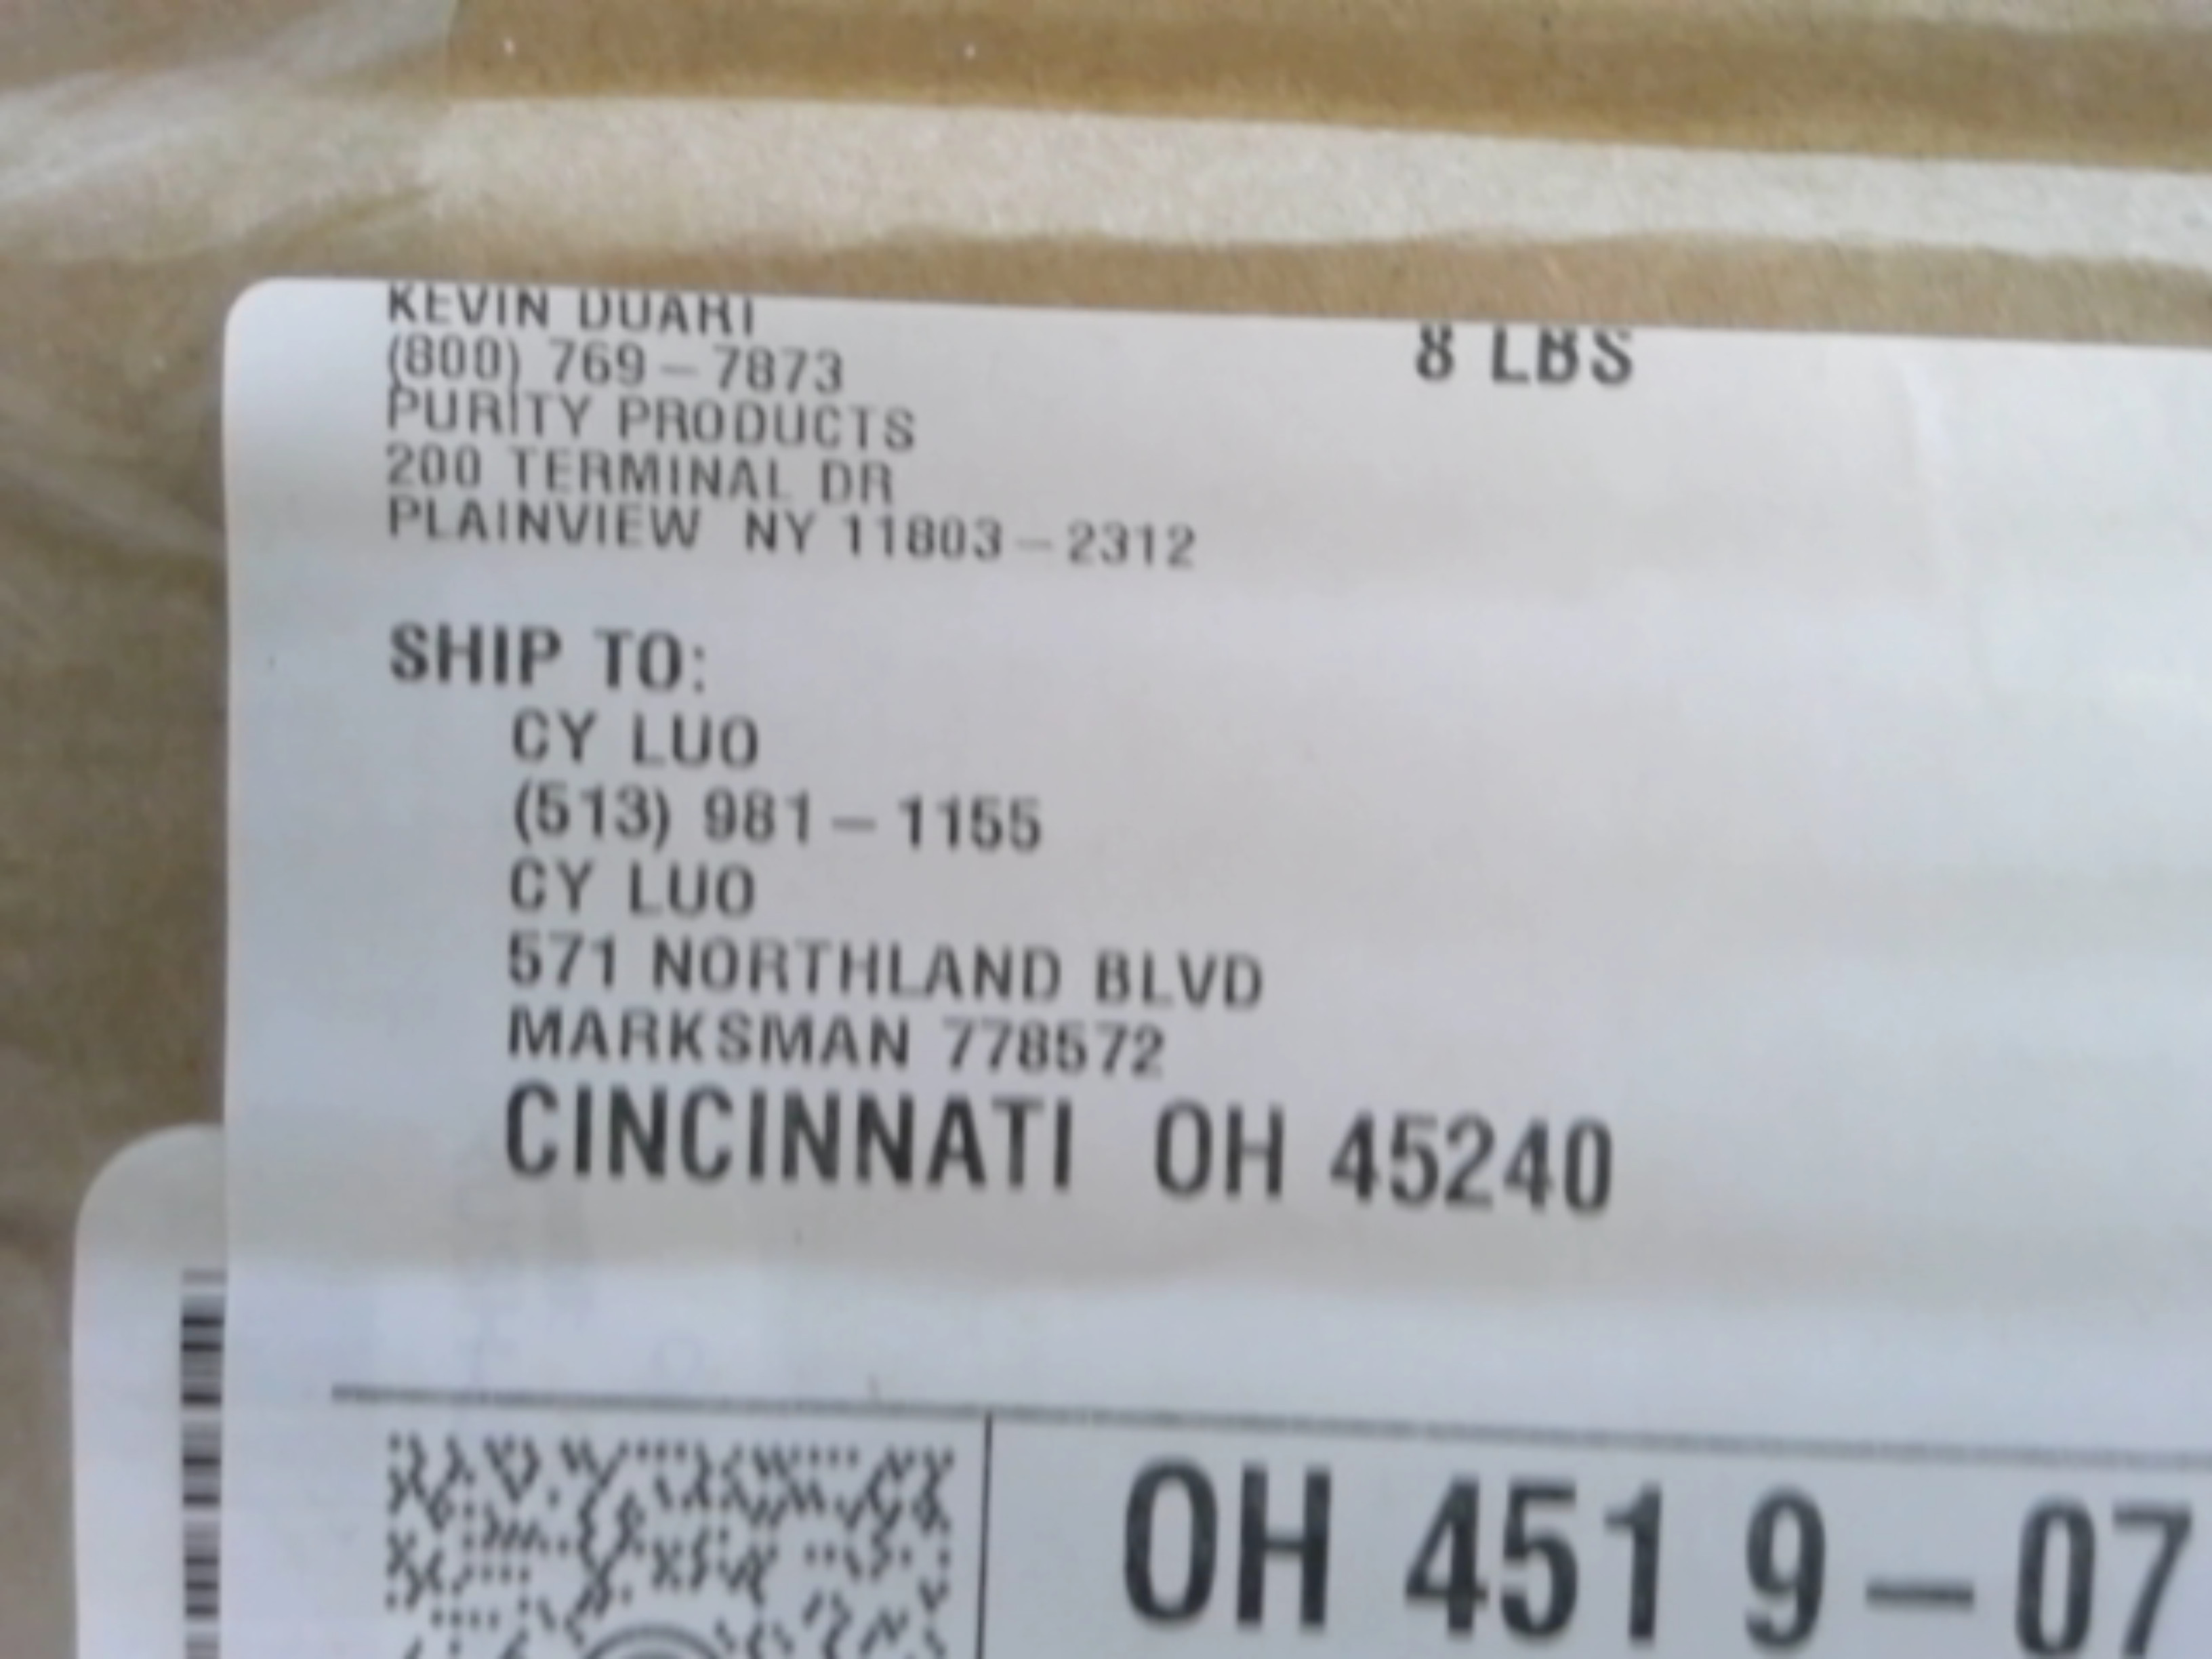 KEVIN DUART
8 LBS
(800) 769-7873
PURITY PRODUCTS
200 TERMINAL DR
PLAINVIEW NY 11803-2312
SHIP TO:
CY LUO
(513) 981-1155
CY LUO
571 NORTHLAND BLVD
MARKSMAN 778572
CINCINNATI OH 45240
OH 451 9-07